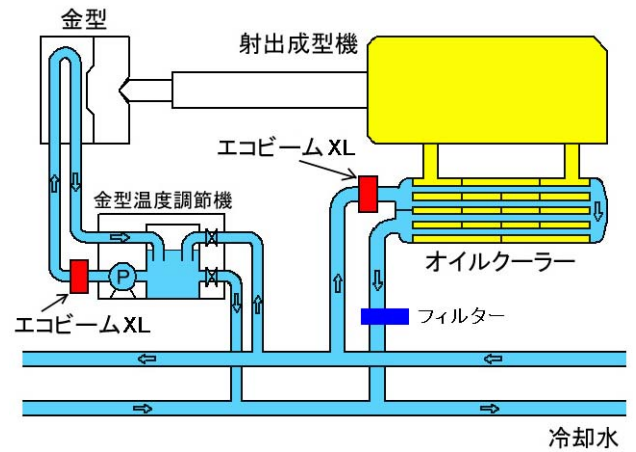 金型
射出成型機
エコビームXL
金型温度調節機
P
オイルクーラー
エコビームXL
フィルター
冷却水